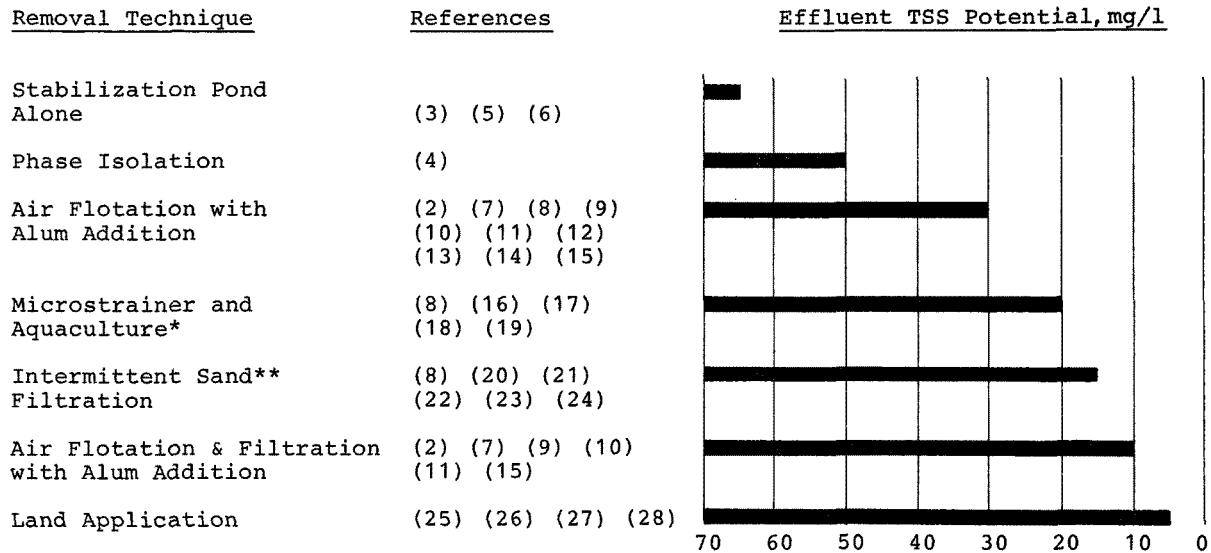 Removal Technique References Effluent TSS Potential, mg/l
Stabilization Pond
Alone (3) (5) (6)
Phase Isolation (4)
Air Flotation with (2) (7) (8) (9)
Alum Addition (10) (11) (12)
(13) (14) (15)
Microstrainer and (8) (16) (17)
Aquaculture* (18) (19)
Intermittent Sand** (8) (20) (21)
Filtration (22) (23) (24)
Air Flotation & Filtration (2) (7) (9) (10)
with Alum Addition (11) (15)
Land Application (25) (26) (27) (28)
70 60 50 40 30 20 10 0